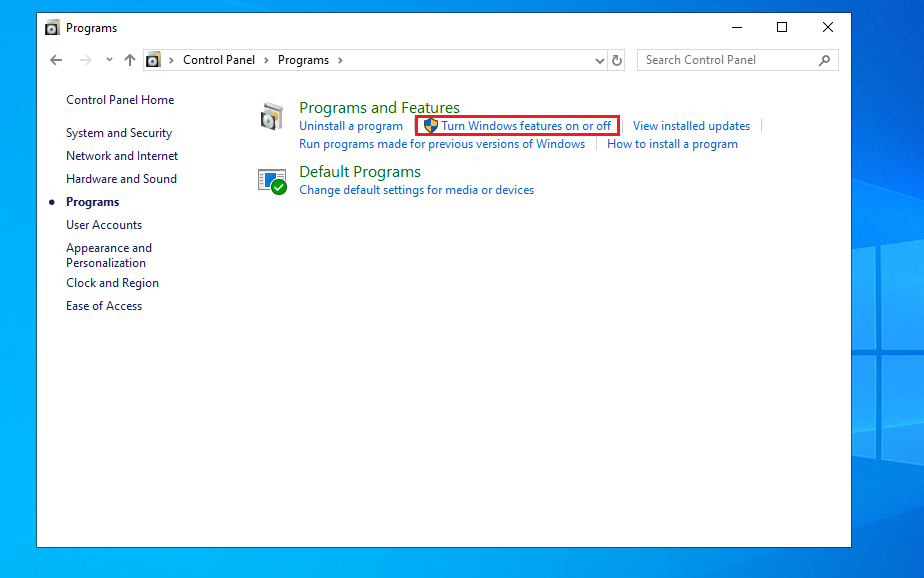 Programs
Control Panel Programs
Search Control Panel
Control Panel Home
System and Security
Network and Internet
Hardware and Sound
Programs
User Accounts
Appearance and
Personalization
Clock and Region
Ease of Access
Programs and Features
Uninstall a program Turn Windows features on or off View installed updates
Run programs made for previous versions of Windows How to install a program
Default Programs
Change default settings for media or devices